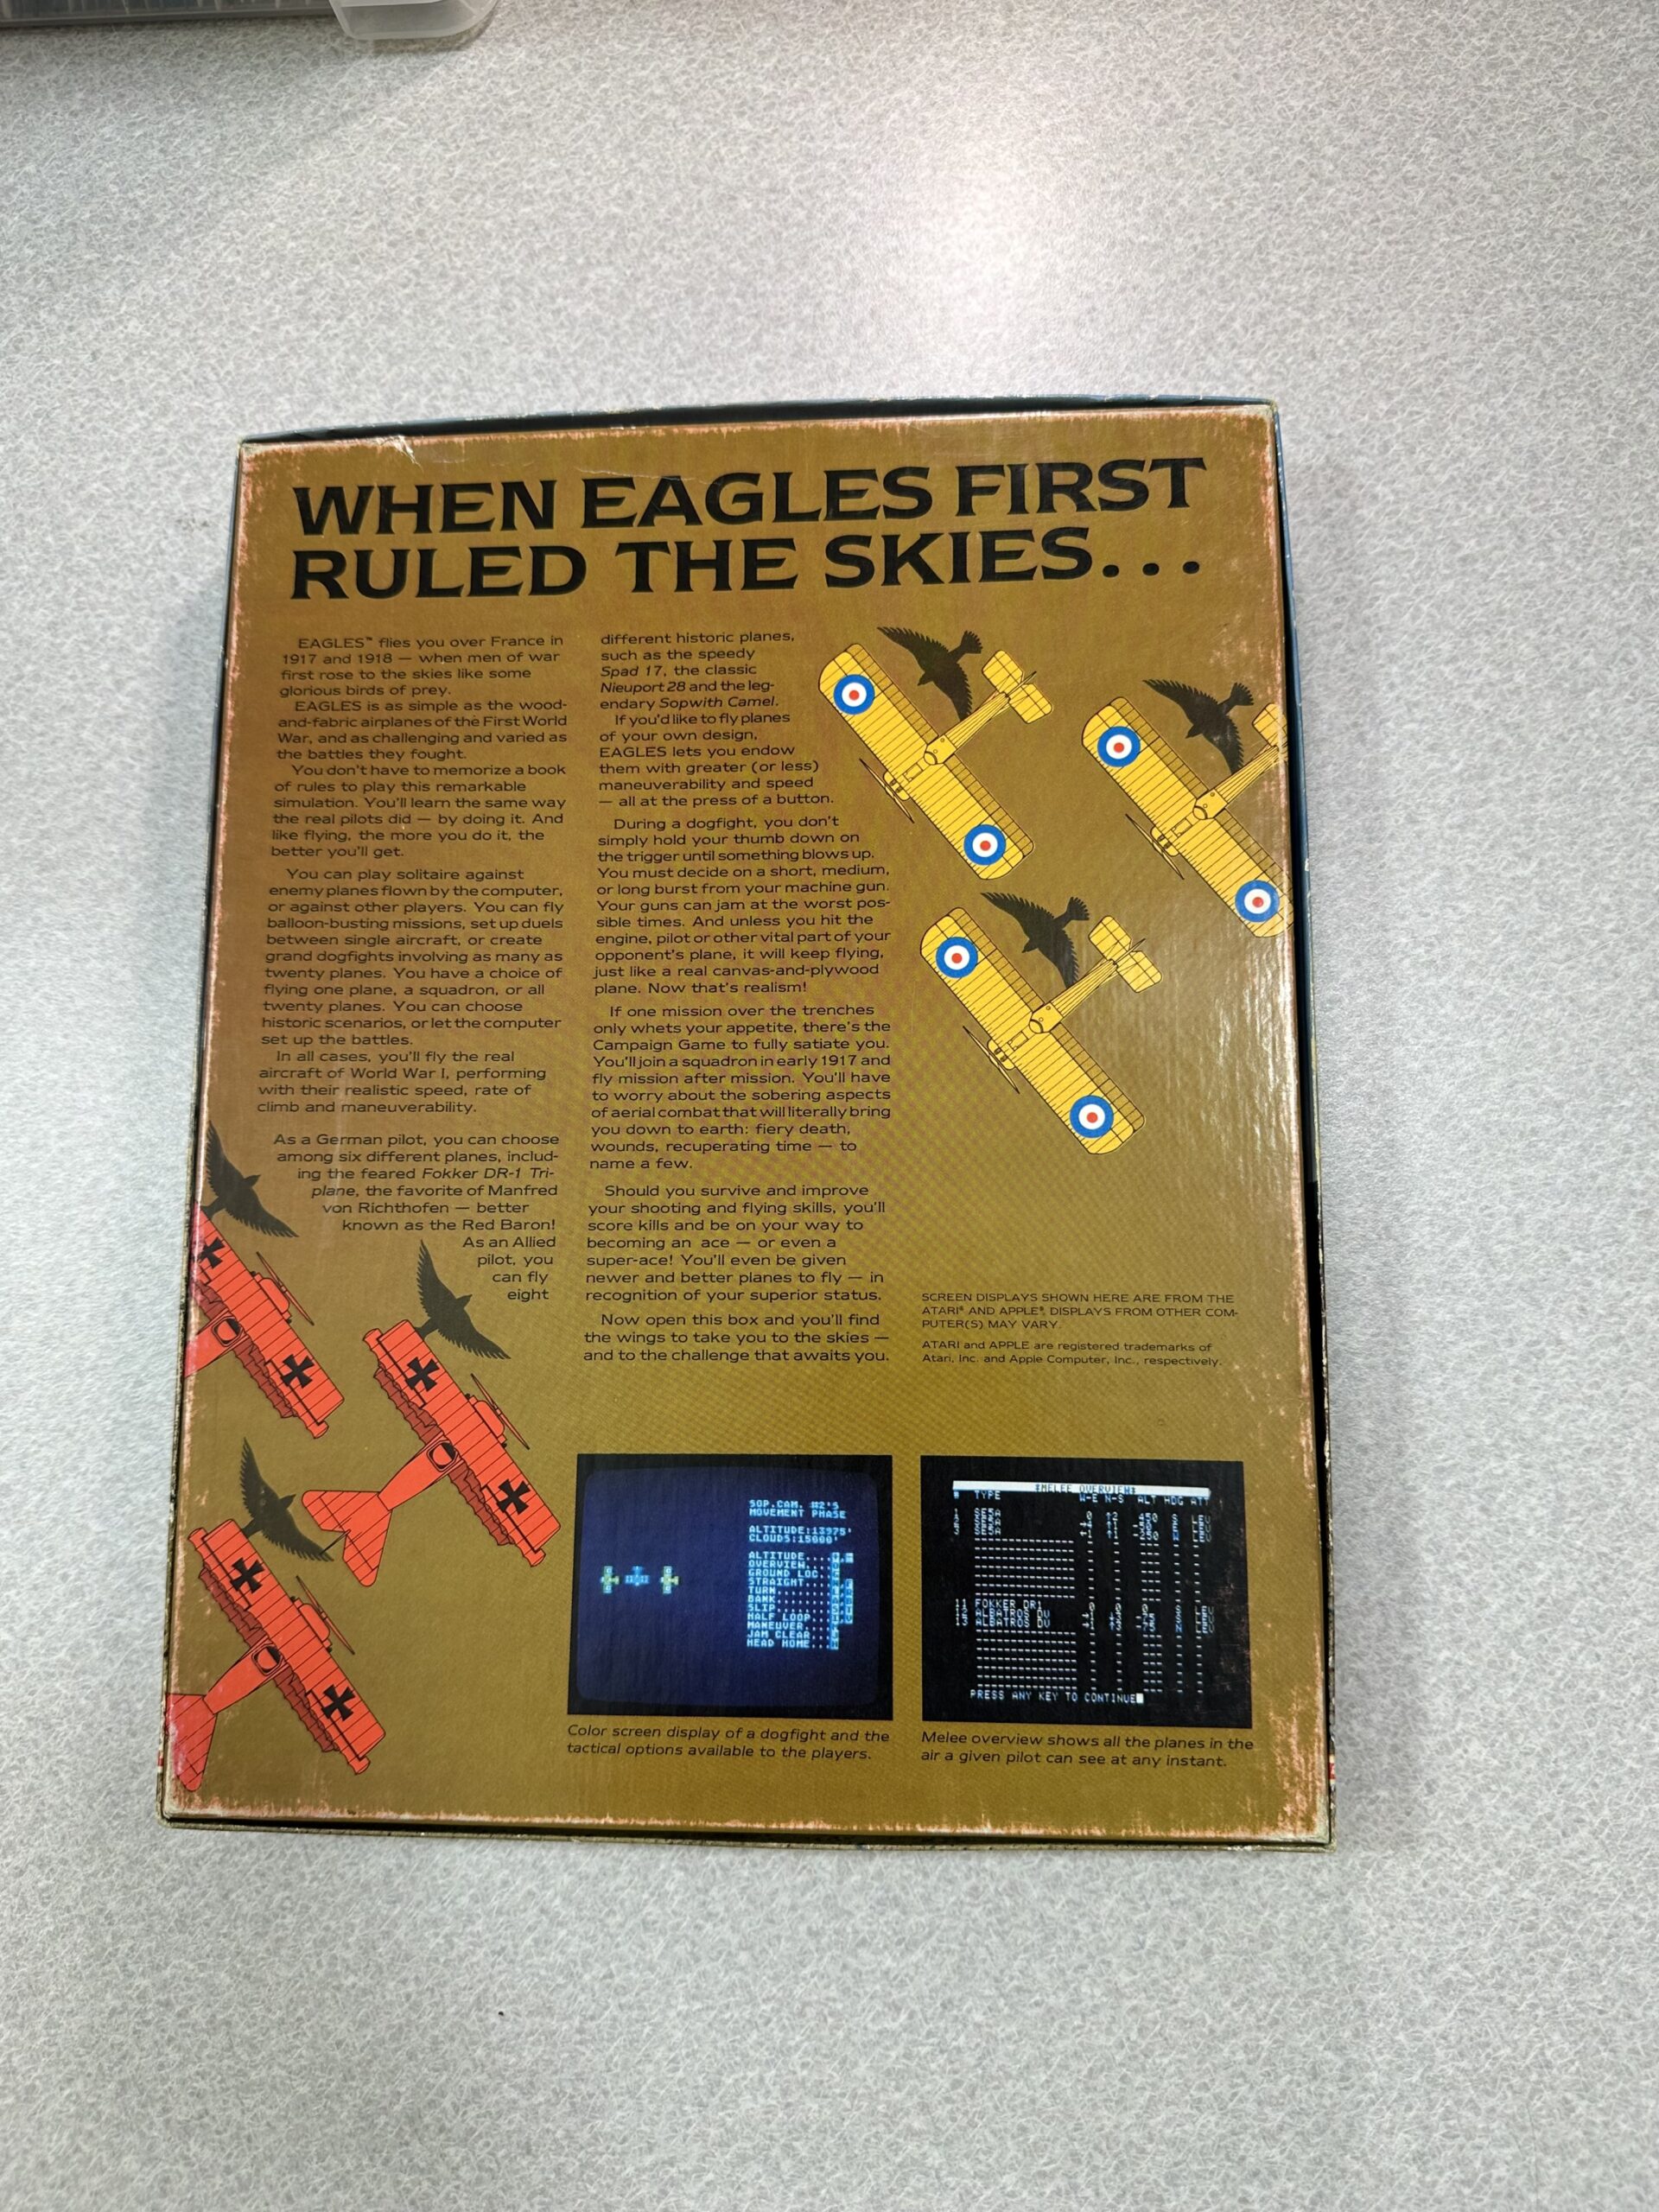 WHEN EAGLES FIRST
RULED THE SKIES...
EAGLES™ flies you over France in
1917 and 1918 — when men of war
first rose to the skies like some
glorious birds of prey.
EAGLES is as simple as the wood-
and-fabric airplanes of the First World
War, and as challenging and varied as
the battles they fought.
You don't have to memorize a book
of rules to play this remarkable
simulation. You'll learn the same way
the real pilots did — by doing it. And
like flying, the more you do it, the
better you'll get.
You can play solitaire against
enemy planes flown by the computer,
or against other players. You can fly
balloon-busting missions, set up duels
between single aircraft, or create
grand dogfights involving as many as
twenty planes. You have a choice of
flying one plane, a squadron, or all
twenty planes. You can choose
historic scenarios, or let the computer
set up the battles.
In all cases, you'll fly the real
aircraft of World War I, performing
with their realistic speed, rate of
climb and maneuverability.
As a German pilot, you can choose
among six different planes, includ-
ing the feared Fokker DR-1 Tri-
plane, the favorite of Manfred
von Richthofen — better
known as the Red Baron!
As an Allied
pilot, you
can fly
eight
different historic planes,
such as the speedy
Spad 17, the classic
Nieuport 28 and the leg-
endary Sopwith Camel.
If you'd like to fly planes
of your own design,
EAGLES lets you endow
them with greater (or less)
maneuverability and speed
— all at the press of a button.
During a dogfight, you don't
simply hold your thumb down on
the trigger until something blows up.
You must decide on a short, medium,
or long burst from your machine gun.
Your guns can jam at the worst pos-
sible times. And unless you hit the
engine, pilot or other vital part of your
opponent's plane, it will keep flying,
just like a real canvas-and-plywood
plane. Now that's realism!
If one mission over the trenches
only whets your appetite, there's the
Campaign Game to fully satiate you.
You'll join a squadron in early 1917 and
fly mission after mission. You'll have
to worry about the sobering aspects
of aerial combat that will literally bring
you down to earth: fiery death,
wounds, recuperating time — to
name a few.
Should you survive and improve
your shooting and flying skills, you'll
score kills and be on your way to
becoming an ace — or even a
super-ace! You'll even be given
newer and better planes to fly — in
recognition of your superior status.
Now open this box and you'll find
the wings to take you to the skies —
and to the challenge that awaits you.
SCREEN DISPLAYS SHOWN HERE ARE FROM THE
ATARI® AND APPLE®. DISPLAYS FROM OTHER COM-
PUTER(S) MAY VARY.
ATARI and APPLE are registered trademarks of
Atari, Inc. and Apple Computer, Inc., respectively.
SOP.CAM. #2'S
MOVEMENT PHASE
ALTITUDE:13975'
CLOUDS:15000'
ALTITUDE....
OVERVIEW....
GROUND LOC..
STRAIGHT....
TURN........
BANK........
SLIP........
HALF LOOP...
MANEUVER....
JAM CLEAR...
HEAD HOME...
Color screen display of a dogfight and the
tactical options available to the players.
MELEE OVERVIEW
# TYPE W-E N-S ALT HDG ATT
1 SE5A
SE5A
SE5A
11 FOKKER DR1
ALBATROS DV
ALBATROS DV
PRESS ANY KEY TO CONTINUE
Melee overview shows all the planes in the
air a given pilot can see at any instant.